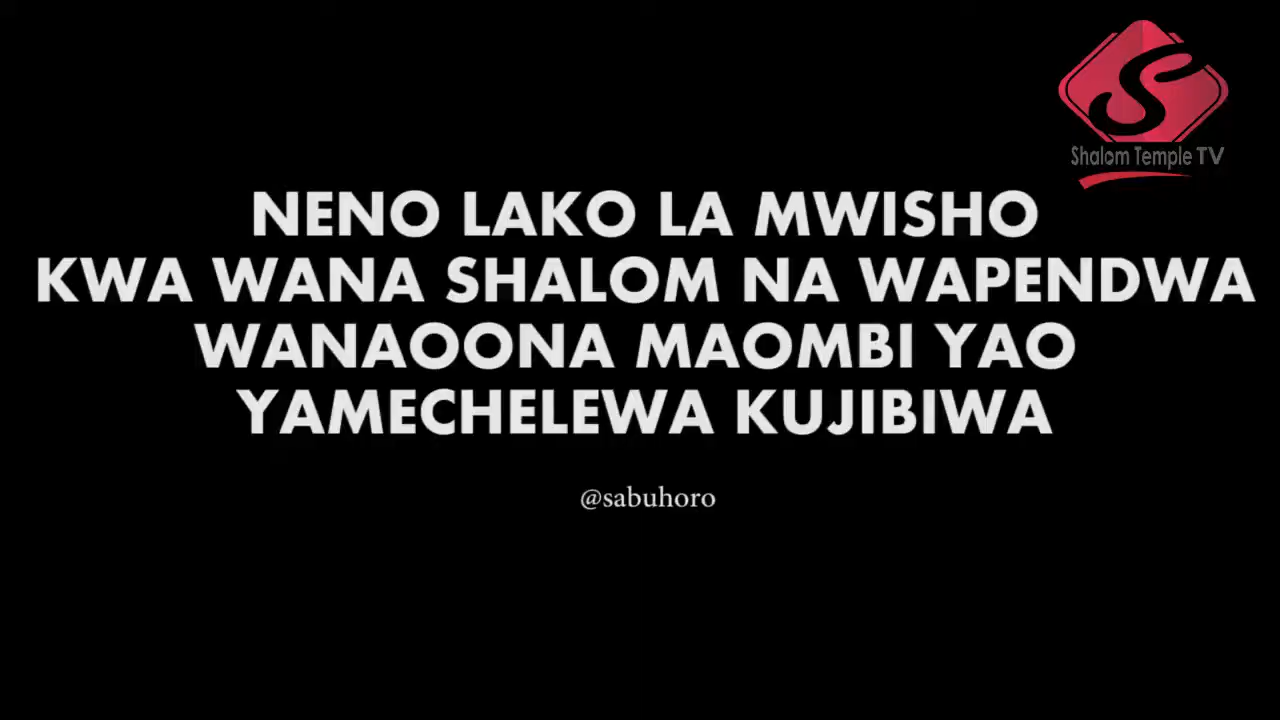 Shalom Temple TV
NENO LAKO LA MWISHO
KWA WANA SHALOM NA WAPENDWA
WANAOONA MAOMBI YAO
YAMECHELEWA KUJIBIWA
@sabuhoro